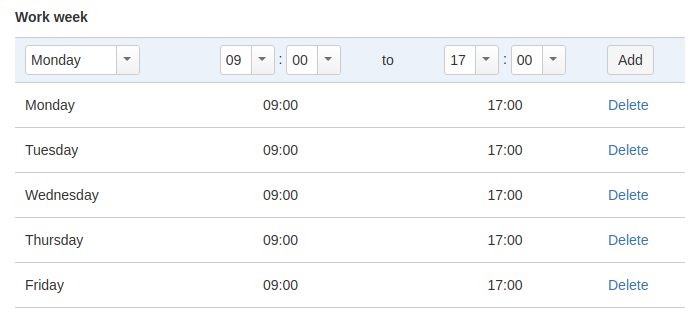 Work week
Monday 09 : 00 to 17 : 00 Add
Monday 09:00 17:00 Delete
Tuesday 09:00 17:00 Delete
Wednesday 09:00 17:00 Delete
Thursday 09:00 17:00 Delete
Friday 09:00 17:00 Delete